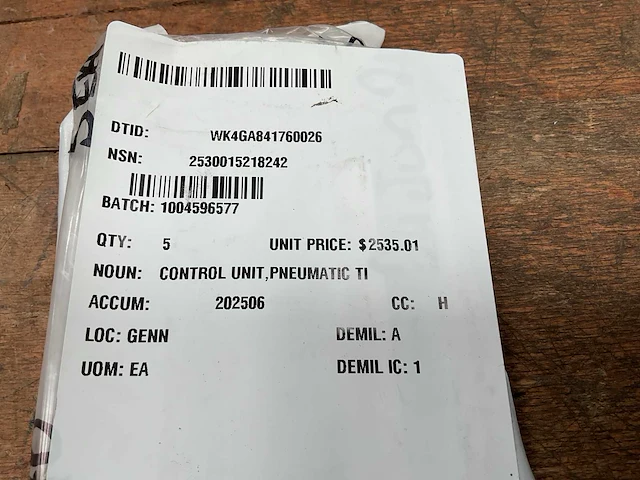 DTID: WK4GA841760026
NSN: 2530015218242
BATCH: 1004596577
QTY: 5 UNIT PRICE: $2535.01
NOUN: CONTROL UNIT,PNEUMATIC TI
ACCUM: 202506 CC: H
LOC: GENN DEMIL: A
UOM: EA DEMIL IC: 1